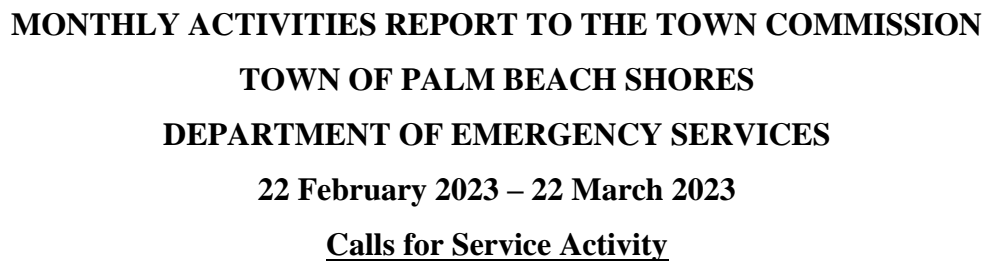 MONTHLY ACTIVITIES REPORT TO THE TOWN COMMISSION
TOWN OF PALM BEACH SHORES
DEPARTMENT OF EMERGENCY SERVICES
22 February 2023 – 22 March 2023
Calls for Service Activity